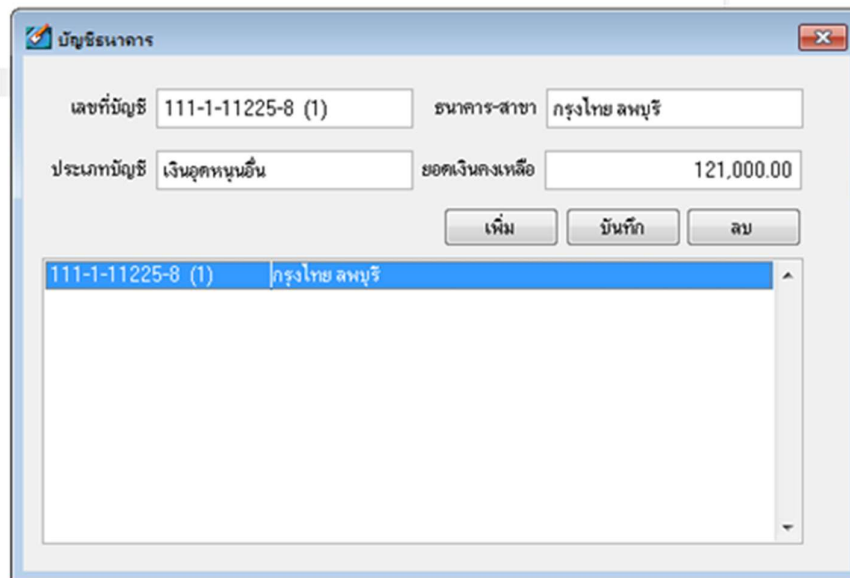 บัญชีธนาคาร
เลขที่บัญชี 111-1-11225-8 (1) ธนาคาร-สาขา กรุงไทย ลพบุรี
ประเภทบัญชี เงินอุดหนุนอื่น ยอดเงินคงเหลือ 121,000.00
เพิ่ม บันทึก ลบ
111-1-11225-8 (1) กรุงไทย ลพบุรี